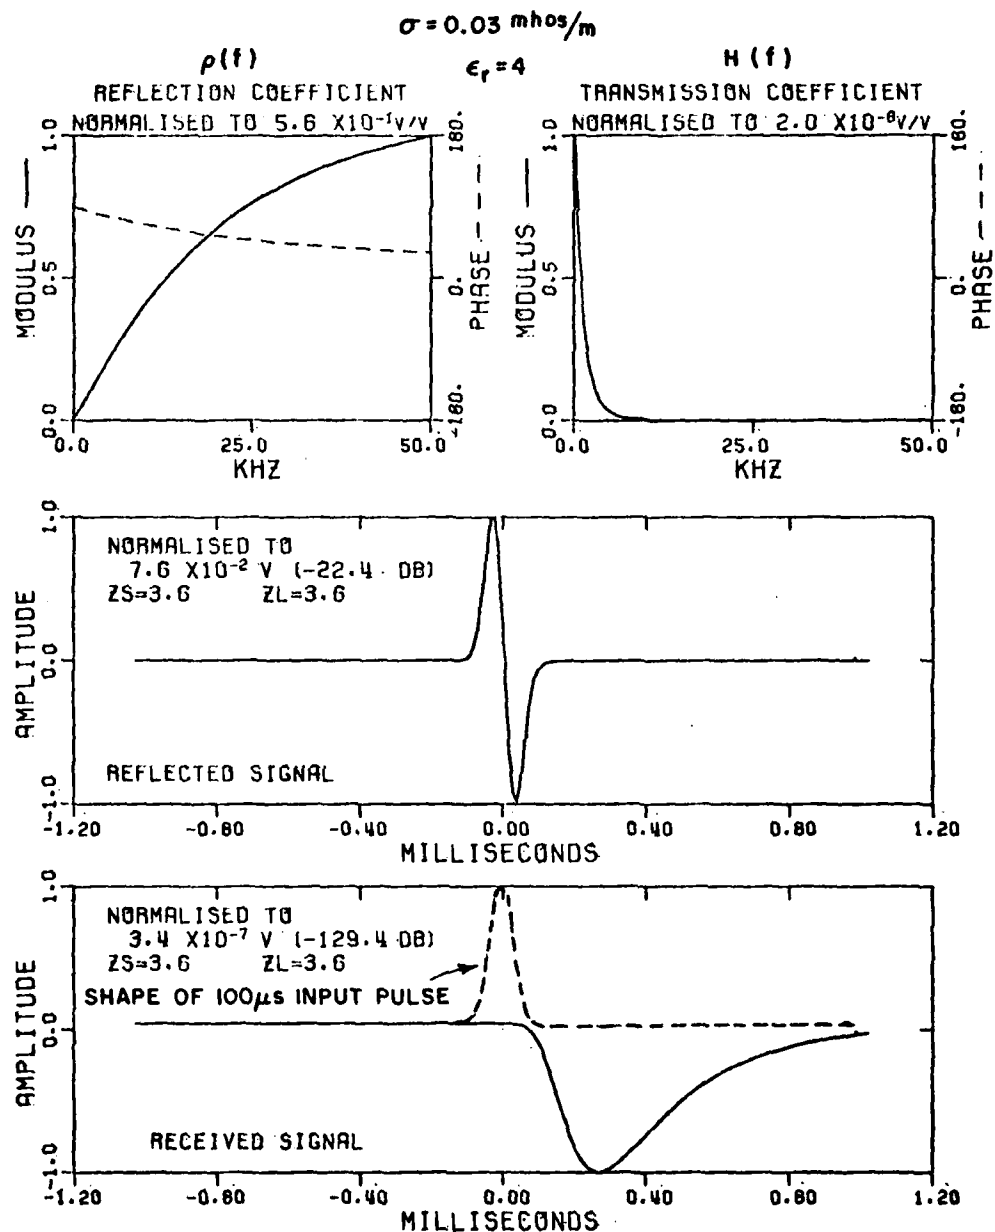 σ = 0.03 mhos/m
ϵr = 4
ρ(f)
REFLECTION COEFFICIENT
NORMALISED TO 5.6 X10⁻¹V/V
MODULUS ——
1.0
0.5
0.0
PHASE — — —
180.
0.
-180.
0.0 25.0 50.0
KHZ
H(f)
TRANSMISSION COEFFICIENT
NORMALISED TO 2.0 X10⁻⁶V/V
MODULUS ——
1.0
0.5
0.0
PHASE — — —
180.
0.
-180.
0.0 25.0 50.0
KHZ
NORMALISED TO
7.6 X10⁻² V (-22.4 DB)
ZS=3.6 ZL=3.6
AMPLITUDE
1.0
0.0
-1.0
REFLECTED SIGNAL
-1.20 -0.80 -0.40 0.00 0.40 0.80 1.20
MILLISECONDS
NORMALISED TO
3.4 X10⁻⁷ V (-129.4 DB)
ZS=3.6 ZL=3.6
SHAPE OF 100μs INPUT PULSE
AMPLITUDE
1.0
0.0
-1.0
RECEIVED SIGNAL
-1.20 -0.80 -0.40 0.00 0.40 0.80 1.20
MILLISECONDS